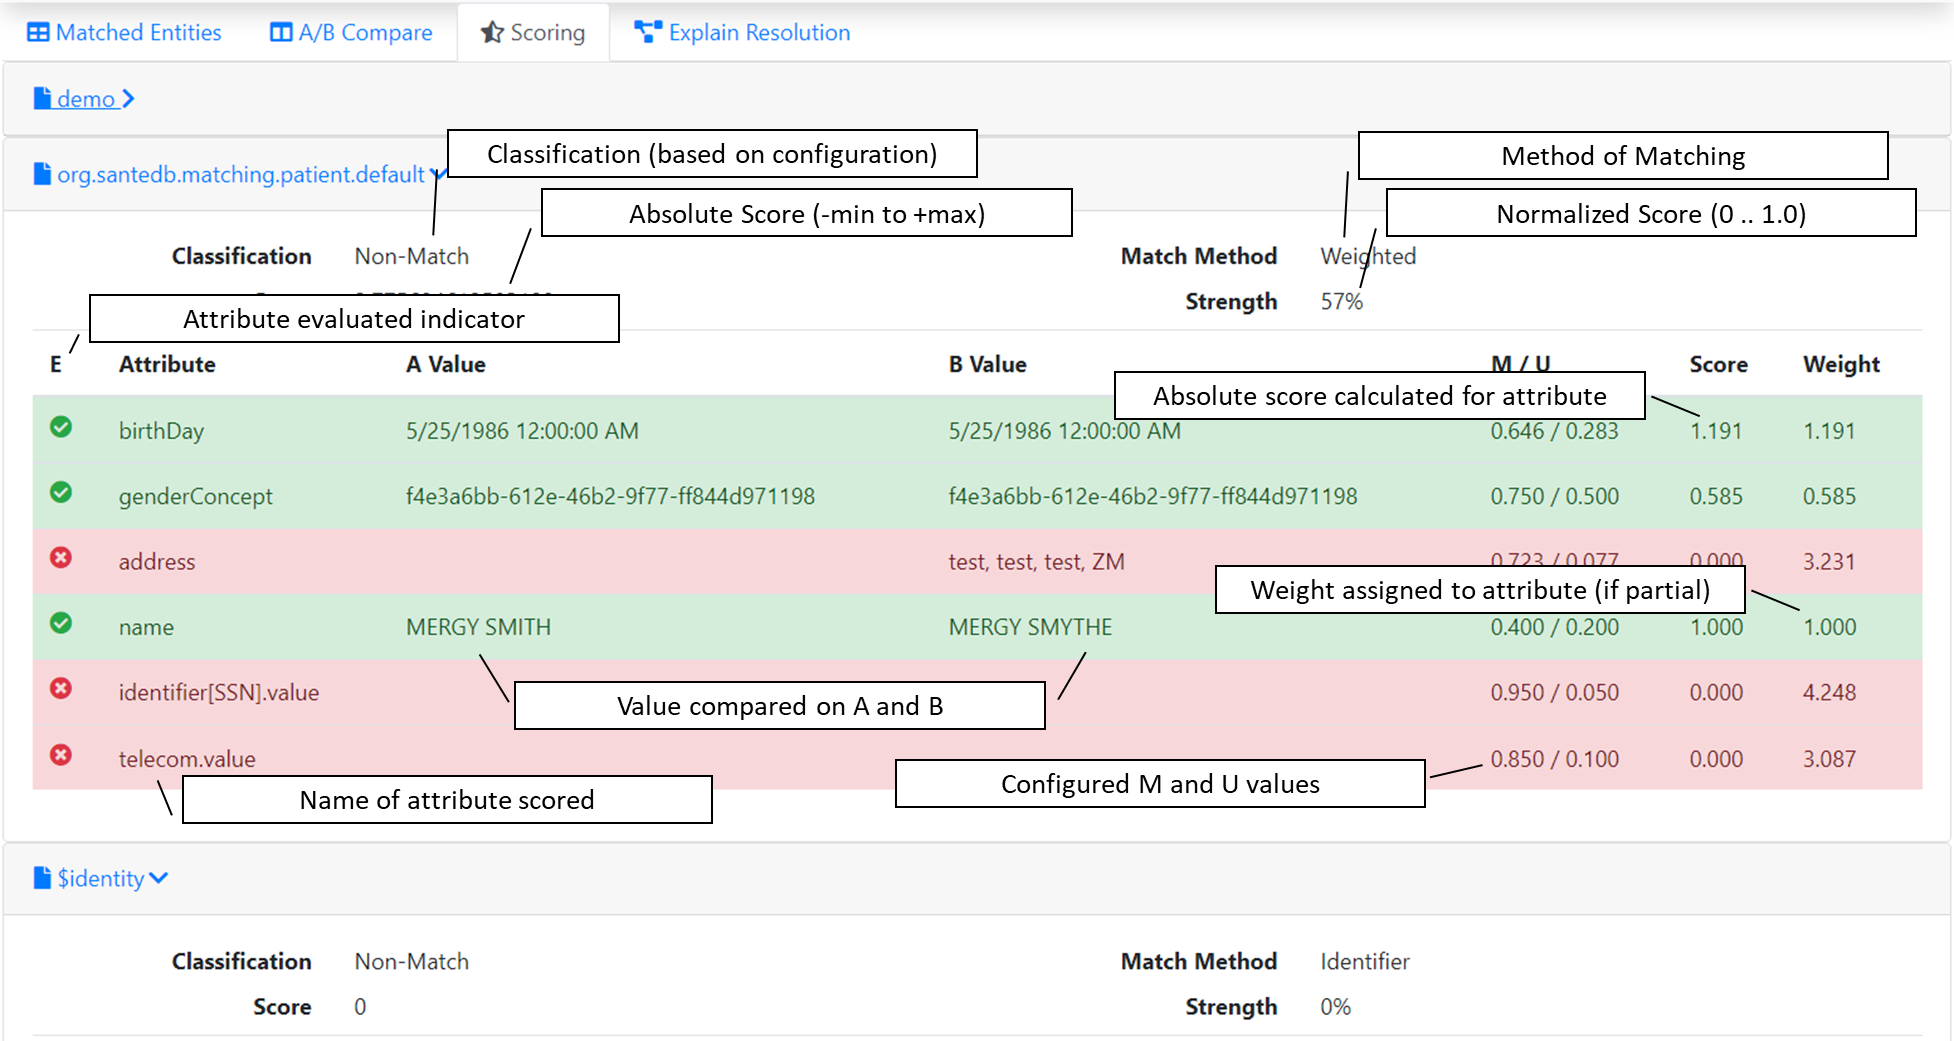 Matched Entities A/B Compare Scoring Explain Resolution
demo
Classification (based on configuration) Method of Matching
org.santedb.matching.patient.default
Absolute Score (-min to +max) Normalized Score (0 .. 1.0)
Classification Non-Match Match Method Weighted
Strength 57%
Attribute evaluated indicator
E Attribute A Value B Value M / U Score Weight
Absolute score calculated for attribute
birthDay 5/25/1986 12:00:00 AM 5/25/1986 12:00:00 AM 0.646 / 0.283 1.191 1.191
genderConcept f4e3a6bb-612e-46b2-9f77-ff844d971198 f4e3a6bb-612e-46b2-9f77-ff844d971198 0.750 / 0.500 0.585 0.585
address test, test, test, ZM 0.723 / 0.077 0.000 3.231
Weight assigned to attribute (if partial)
name MERGY SMITH MERGY SMYTHE 0.400 / 0.200 1.000 1.000
identifier[SSN].value 0.950 / 0.050 0.000 4.248
Value compared on A and B
telecom.value 0.850 / 0.100 0.000 3.087
Configured M and U values
Name of attribute scored
$identity
Classification Non-Match Match Method Identifier
Score 0 Strength 0%